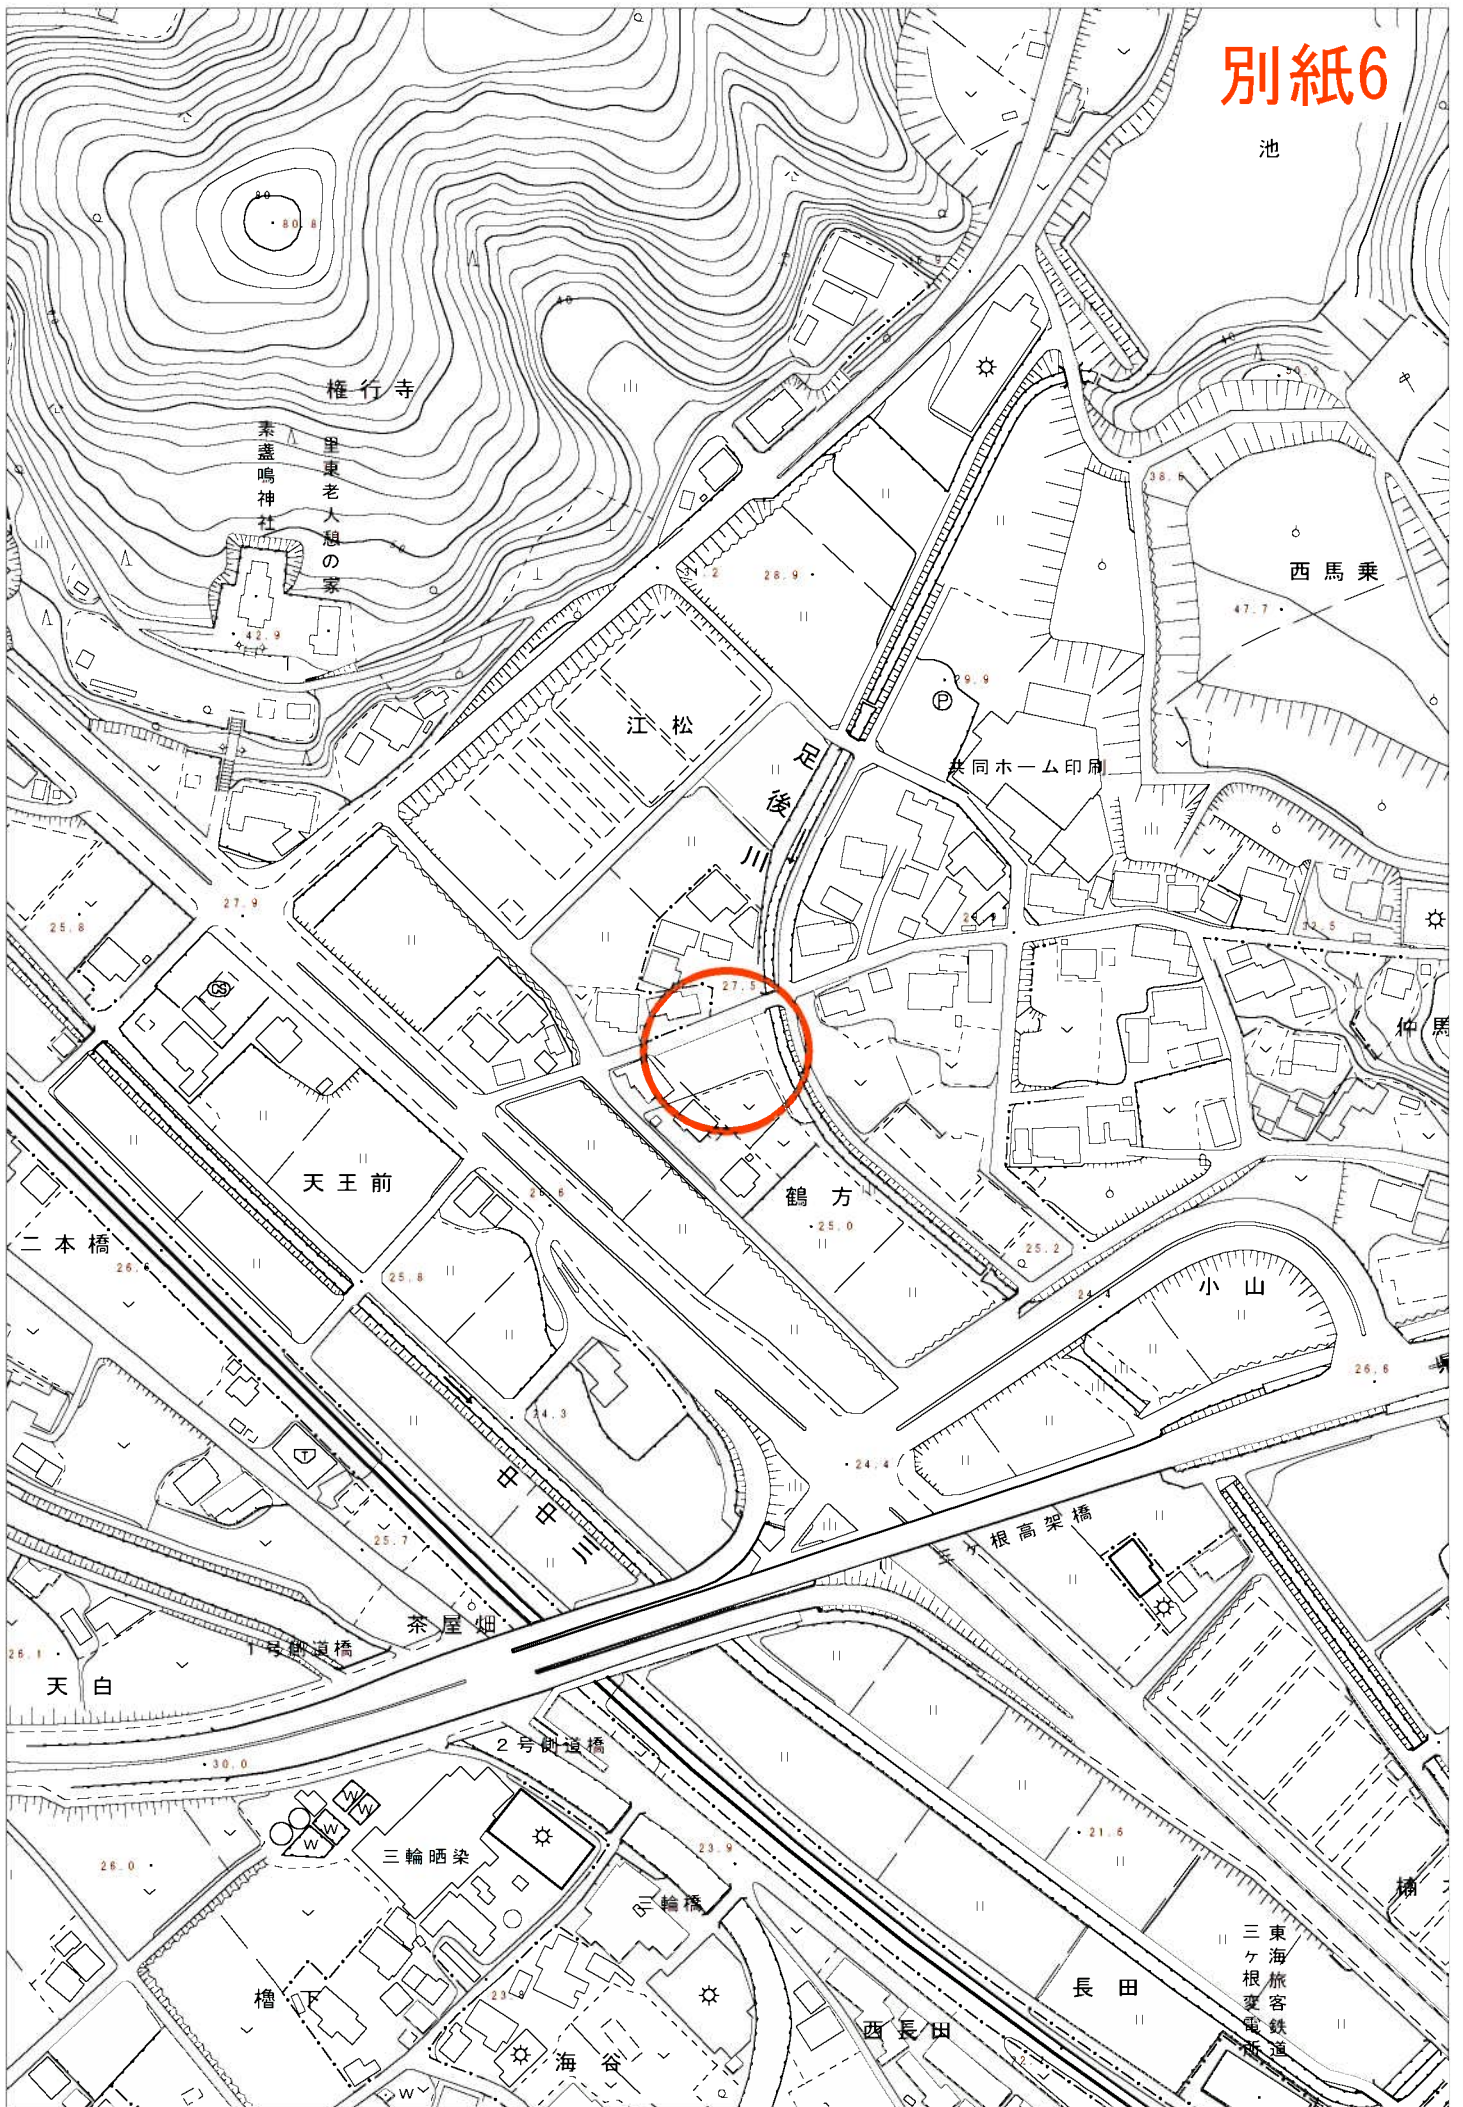 別紙6
池
80
80.8
40
権行寺
素盞鳴神社
里東老人憩の家
38.6
西馬乗
28.9
47.7
42.9
29.9
P
江松
足後川
共同ホーム印刷
27.9
25.8
27.5
仲馬
天王前
鶴方
25.0
二本橋
25.2
25.8
小山
24.4
26.6
24.3
24.4
三ヶ根高架橋
25.7
茶屋畑
1号側道橋
26.1
天白
2号側道橋
30.0
W
W
W
W
三輪晒染
26.0
23.9
21.6
三輪橋
東海旅客鉄道
三ヶ根変電所
長田
櫓下
西長田
海谷
W